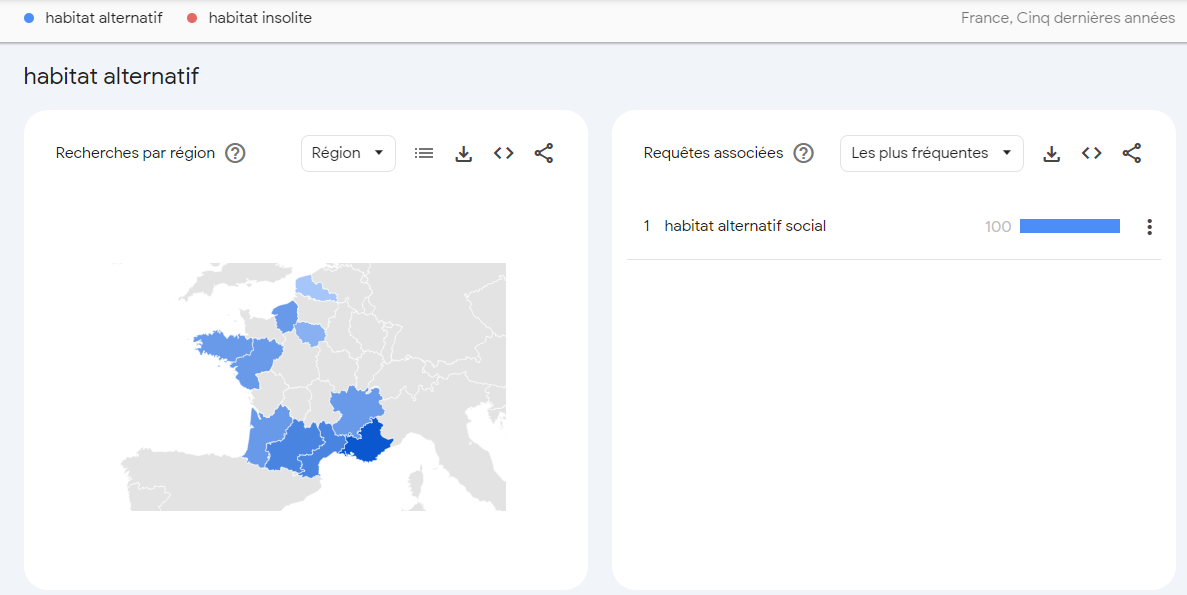 habitat alternatif habitat insolite France, Cinq dernières années
habitat alternatif
Recherches par région ? Région
Requêtes associées ? Les plus fréquentes
1 habitat alternatif social 100